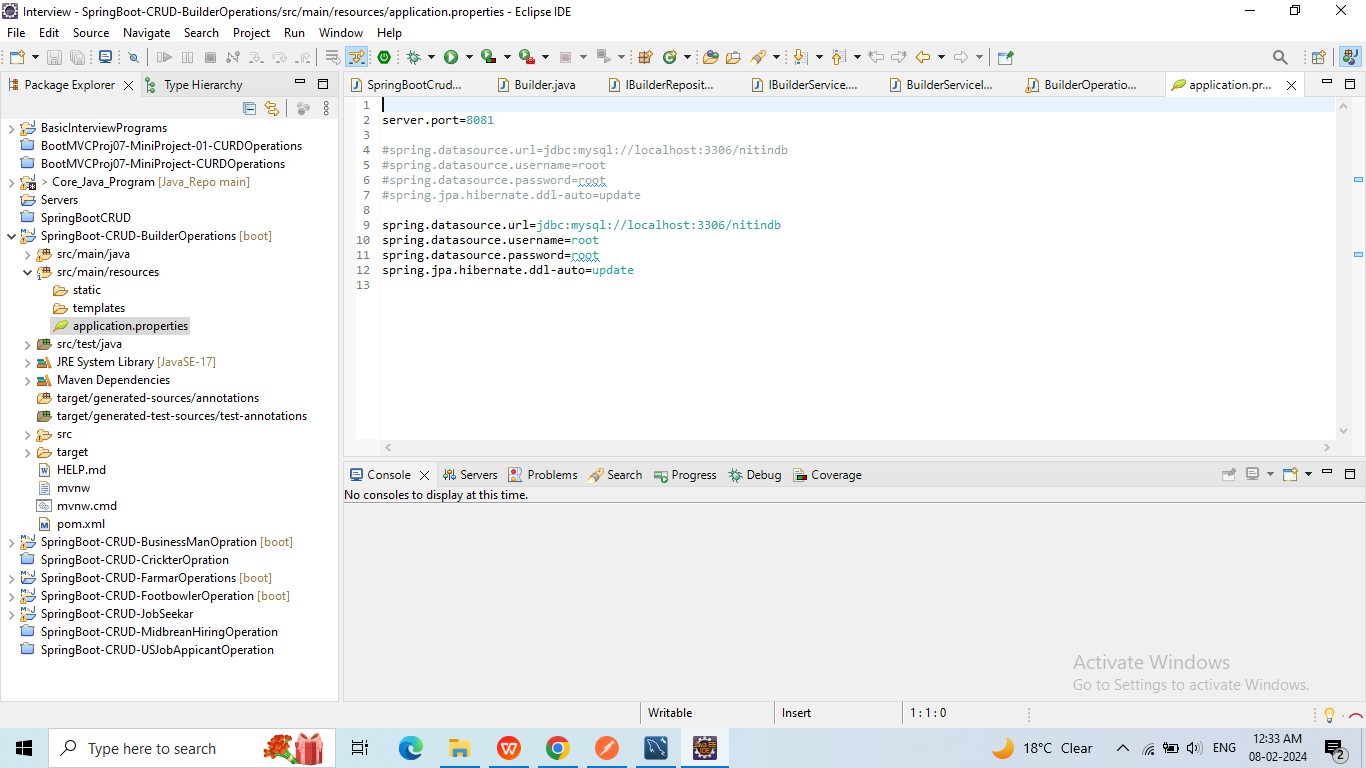 Interview - SpringBoot-CRUD-BuilderOperations/src/main/resources/application.properties - Eclipse IDE
File Edit Source Navigate Search Project Run Window Help
Package Explorer Type Hierarchy
SpringBootCrud... Builder.java IBuilderReposit... IBuilderService.... BuilderServiceI... BuilderOperatio... application.pr...
BasicInterviewPrograms
BootMVCProj07-MiniProject-01-CURDOperations
BootMVCProj07-MiniProject-CURDOperations
> Core_Java_Program [Java_Repo main]
Servers
SpringBootCRUD
SpringBoot-CRUD-BuilderOperations [boot]
src/main/java
src/main/resources
static
templates
application.properties
src/test/java
JRE System Library [JavaSE-17]
Maven Dependencies
target/generated-sources/annotations
target/generated-test-sources/test-annotations
src
target
HELP.md
mvnw
mvnw.cmd
pom.xml
SpringBoot-CRUD-BusinessManOpration [boot]
SpringBoot-CRUD-CrickterOpration
SpringBoot-CRUD-FarmarOperations [boot]
SpringBoot-CRUD-FootbowlerOperation [boot]
SpringBoot-CRUD-JobSeekar
SpringBoot-CRUD-MidbreanHiringOperation
SpringBoot-CRUD-USJobAppicantOperation
1
2 server.port=8081
3
4 #spring.datasource.url=jdbc:mysql://localhost:3306/nitindb
5 #spring.datasource.username=root
6 #spring.datasource.password=root
7 #spring.jpa.hibernate.ddl-auto=update
8
9 spring.datasource.url=jdbc:mysql://localhost:3306/nitindb
10 spring.datasource.username=root
11 spring.datasource.password=root
12 spring.jpa.hibernate.ddl-auto=update
13
Console Servers Problems Search Progress Debug Coverage
No consoles to display at this time.
Activate Windows
Go to Settings to activate Windows.
Writable Insert 1 : 1 : 0
Type here to search
18°C Clear ENG 12:33 AM
08-02-2024 2